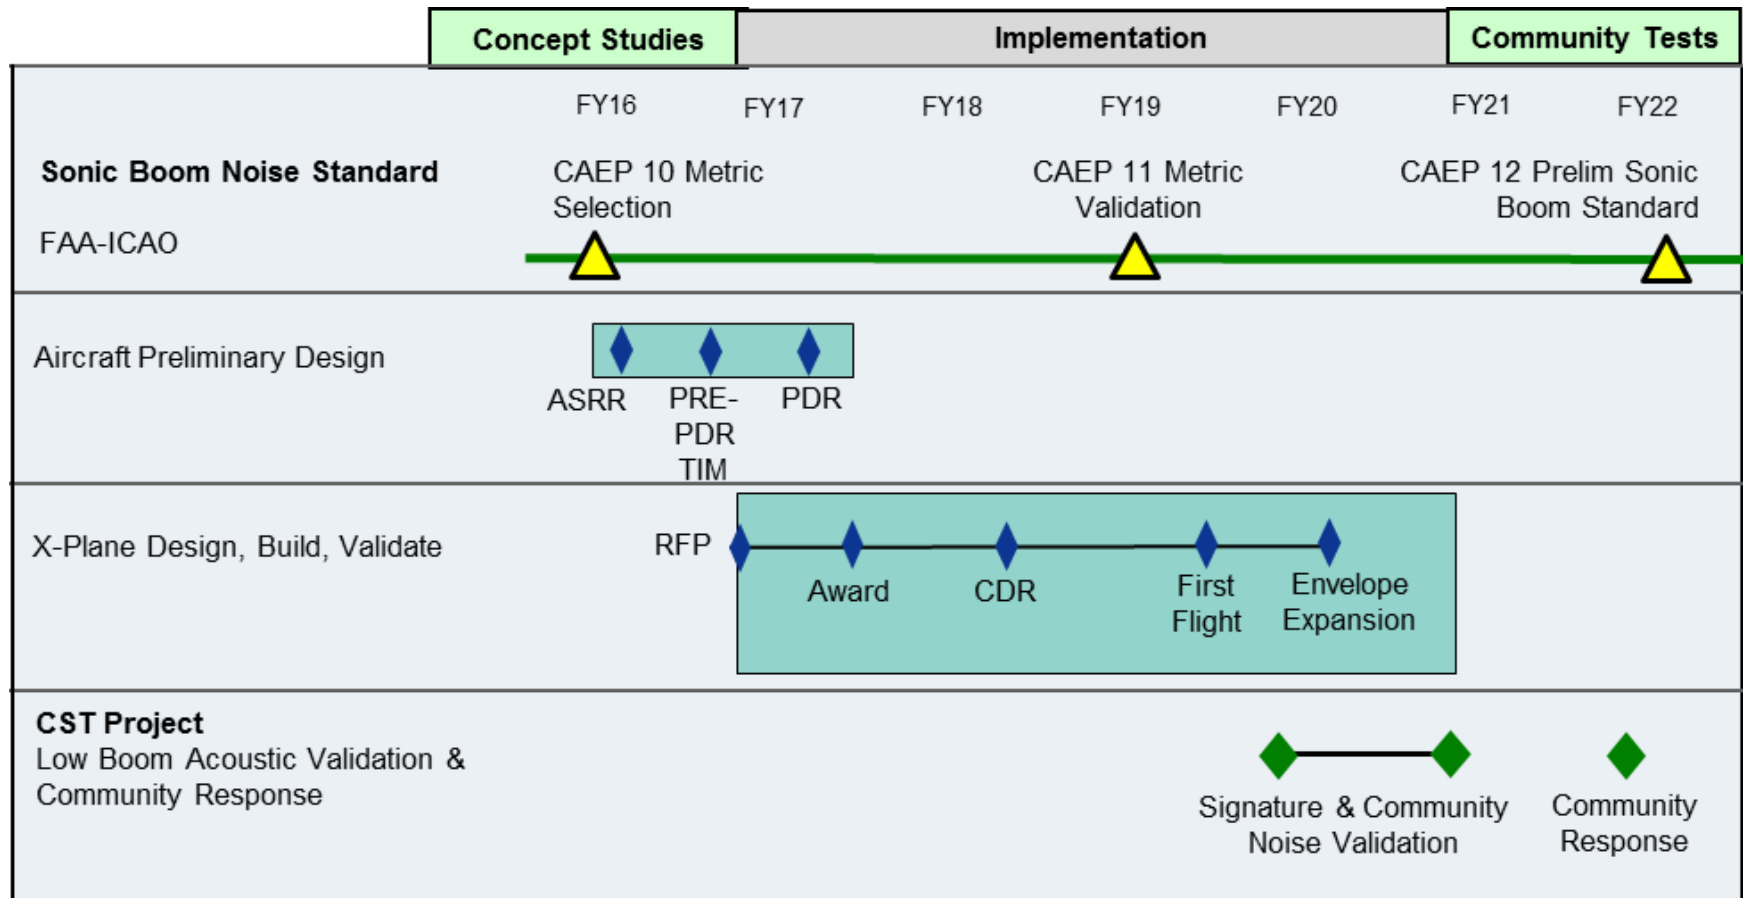 Concept Studies
Implementation
Community Tests
FY16 FY17 FY18 FY19 FY20 FY21 FY22
Sonic Boom Noise Standard
FAA-ICAO
CAEP 10 Metric
Selection
CAEP 11 Metric
Validation
CAEP 12 Prelim Sonic
Boom Standard
Aircraft Preliminary Design
ASRR
PRE-
PDR
TIM
PDR
X-Plane Design, Build, Validate
RFP
Award
CDR
First
Flight
Envelope
Expansion
CST Project
Low Boom Acoustic Validation &
Community Response
Signature & Community
Noise Validation
Community
Response